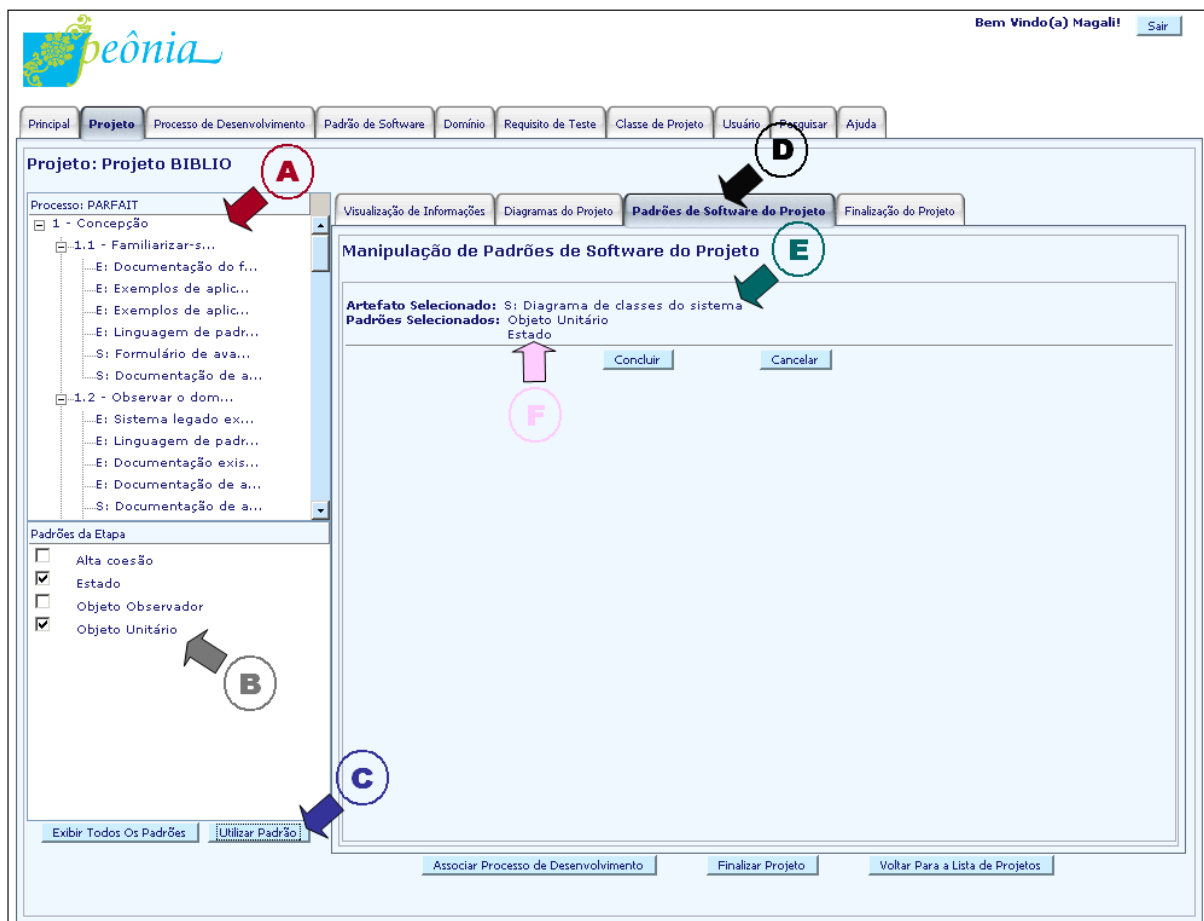 Bem Vindo(a) Magali!
Sair
peônia
Principal
Projeto
Processo de Desenvolvimento
Padrão de Software
Domínio
Requisito de Teste
Classe de Projeto
Usuário
Pesquisar
Ajuda
Projeto: Projeto BIBLIO
A
D
Processo: PARFAIT
1 - Concepção
1.1 - Familiarizar-s...
E: Documentação do f...
E: Exemplos de aplic...
E: Exemplos de aplic...
E: Linguagem de padr...
S: Formulário de ava...
S: Documentação de a...
1.2 - Observar o dom...
E: Sistema legado ex...
E: Linguagem de padr...
E: Documentação exis...
E: Documentação de a...
S: Documentação de a...
Padrões da Etapa
Alta coesão
Estado
Objeto Observador
Objeto Unitário
B
C
Exibir Todos Os Padrões
Utilizar Padrão
Visualização de Informações
Diagramas do Projeto
Padrões de Software do Projeto
Finalização do Projeto
Manipulação de Padrões de Software do Projeto
E
Artefato Selecionado: S: Diagrama de classes do sistema
Padrões Selecionados: Objeto Unitário
Estado
Concluir
Cancelar
F
Associar Processo de Desenvolvimento
Finalizar Projeto
Voltar Para a Lista de Projetos